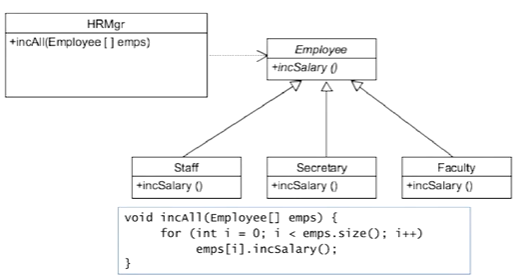 HRMgr
+incAll(Employee [ ] emps)
Employee
+incSalary ()
Staff
+incSalary ()
Secretary
+incSalary ()
Faculty
+incSalary ()
void incAll(Employee[] emps) {
for (int i = 0; i < emps.size(); i++)
emps[i].incSalary();
}